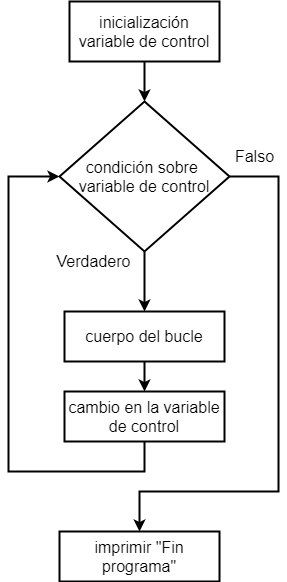 inicialización
variable de control
condición sobre
variable de control
Falso
Verdadero
cuerpo del bucle
cambio en la variable
de control
imprimir "Fin
programa"